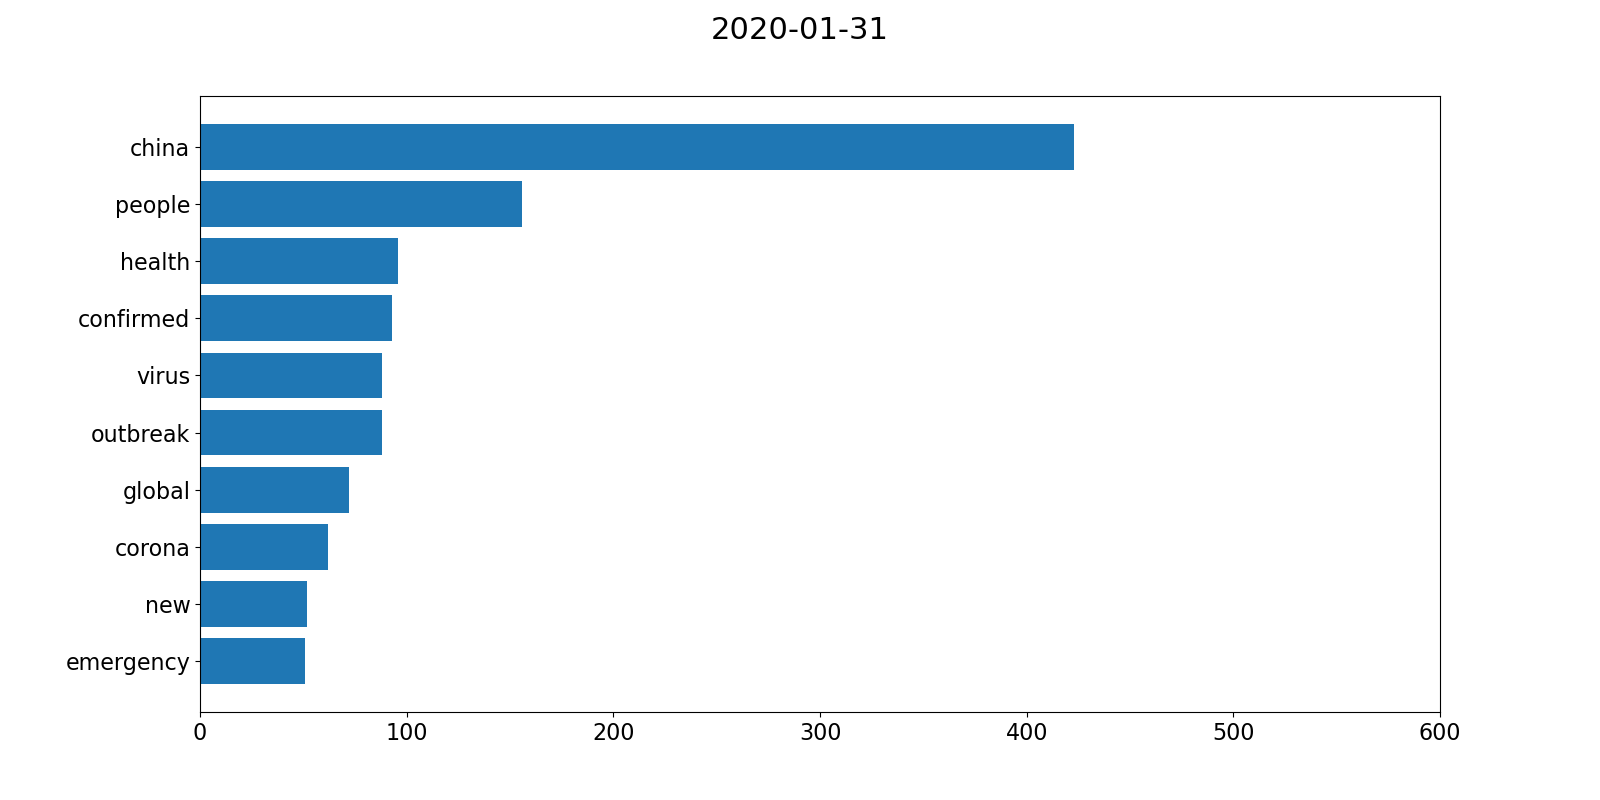 2020-01-31
china
people
health
confirmed
virus
outbreak
global
corona
new
emergency
0 100 200 300 400 500 600